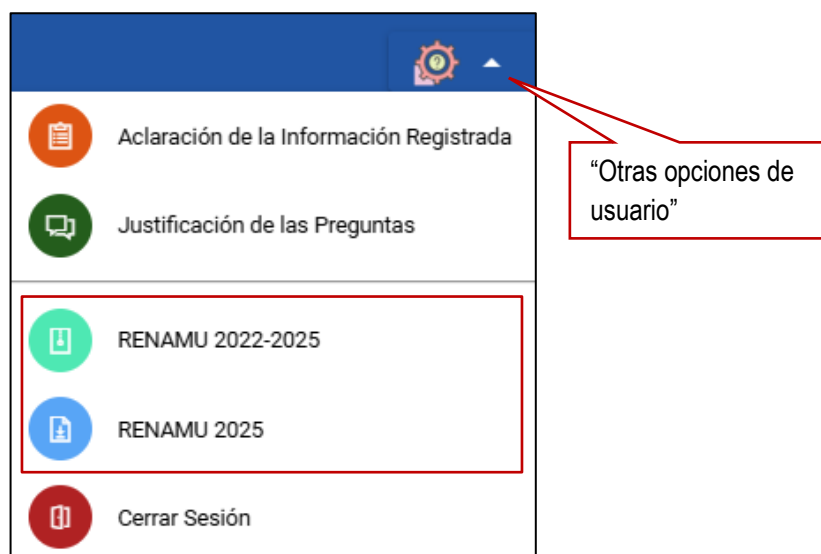 Aclaración de la Información Registrada
“Otras opciones de
usuario”
Justificación de las Preguntas
RENAMU 2022-2025
RENAMU 2025
Cerrar Sesión